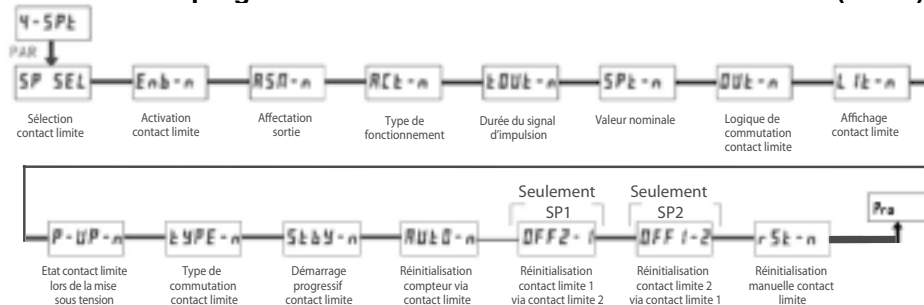 4-SPt
PAR
SP SEL
Enb-n
ASN-n
ACt-n
tOUt-n
SPt-n
OUt-n
LIt-n
Sélection
contact limite
Activation
contact limite
Affectation
sortie
Type de
fonctionnement
Durée du signal
d'impulsion
Valeur nominale
Logique de
commutation
contact limite
Affichage
contact limite
Seulement
SP1
Seulement
SP2
P-UP-n
tYPE-n
StbY-n
AUtO-n
OFF2-1
OFF1-2
rSt-n
Pro
Etat contact limite
lors de la mise
sous tension
Type de
commutation
contact limite
Démarrage
progressif
contact limite
Réinitialisation
compteur via
contact limite
Réinitialisation
contact limite 1
via contact limite 2
Réinitialisation
contact limite 2
via contact limite 1
Réinitialisation
manuelle contact
limite